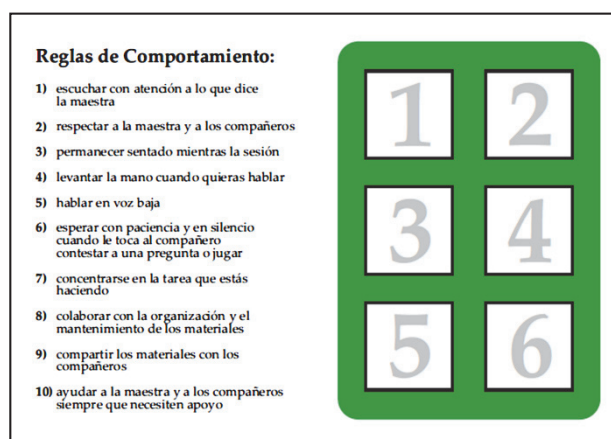 Reglas de Comportamiento:
1) escuchar con atención a lo que dice
la maestra
2) respectar a la maestra y a los compañeros
3) permanecer sentado mientras la sesión
4) levantar la mano cuando quieras hablar
5) hablar en voz baja
6) esperar con paciencia y en silencio
cuando le toca al compañero
contestar a una pregunta o jugar
7) concentrarse en la tarea que estás
haciendo
8) colaborar con la organización y el
mantenimiento de los materiales
9) compartir los materiales con los
compañeros
10) ayudar a la maestra y a los compañeros
siempre que necesiten apoyo
1 2
3 4
5 6